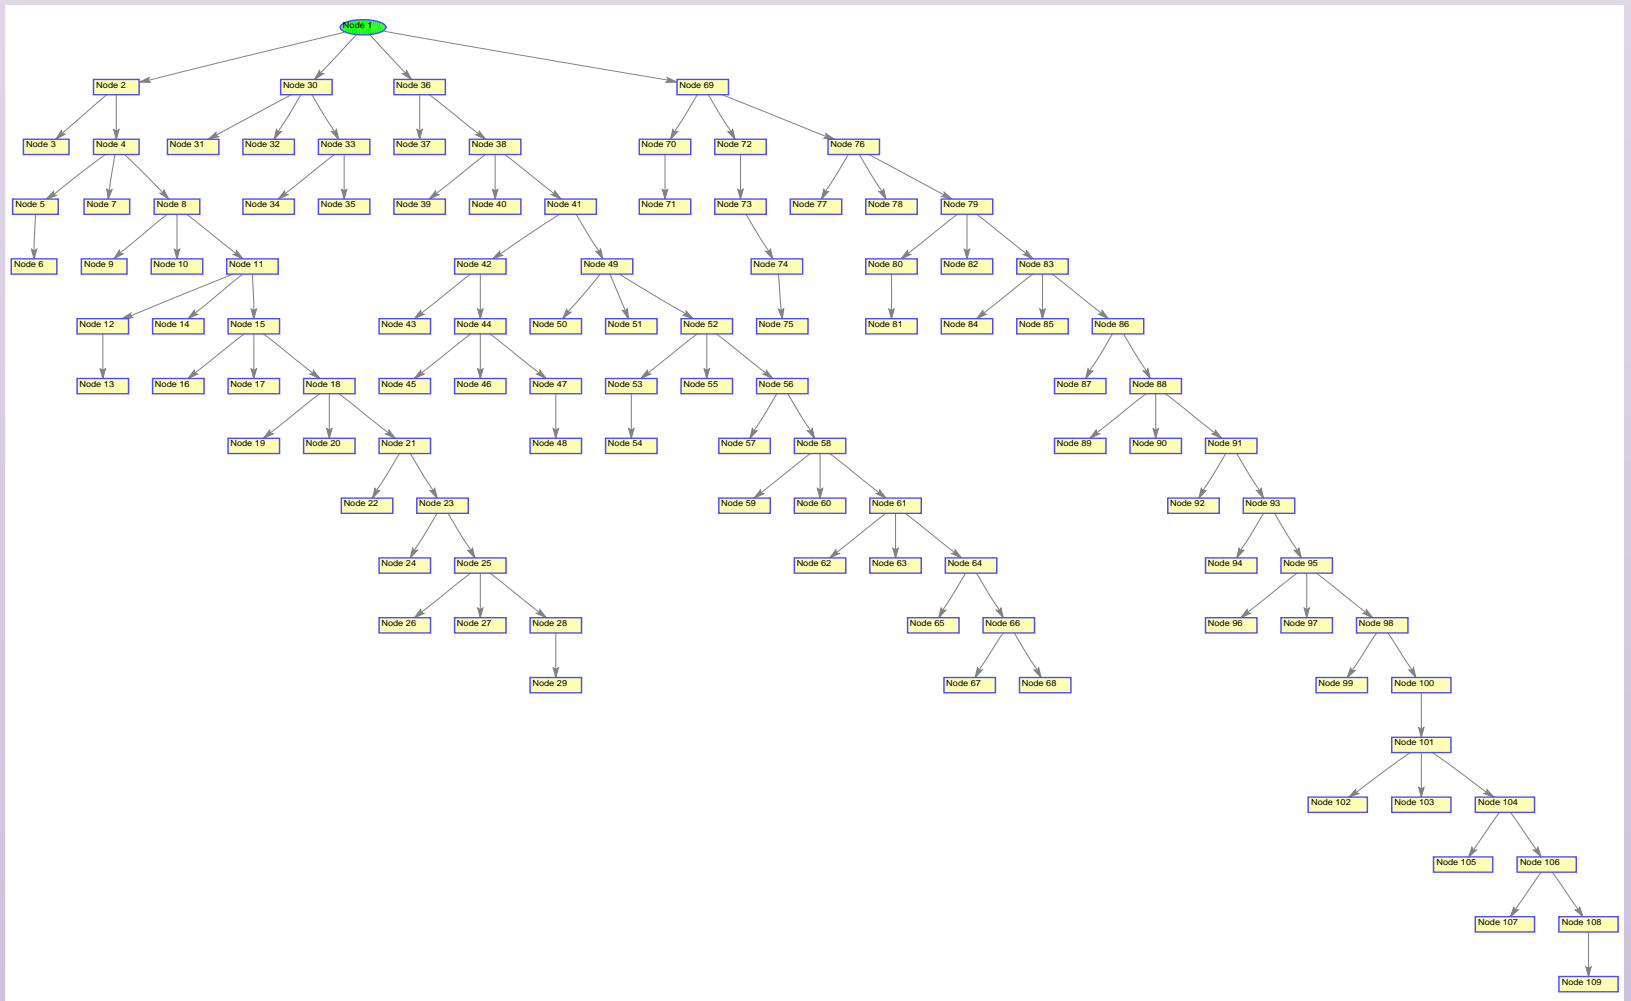 Node 1
Node 2
Node 30
Node 36
Node 69
Node 3
Node 4
Node 31
Node 32
Node 33
Node 37
Node 38
Node 70
Node 72
Node 76
Node 5
Node 7
Node 8
Node 34
Node 35
Node 39
Node 40
Node 41
Node 71
Node 73
Node 77
Node 78
Node 79
Node 6
Node 9
Node 10
Node 11
Node 42
Node 49
Node 74
Node 80
Node 82
Node 83
Node 12
Node 14
Node 15
Node 43
Node 44
Node 50
Node 51
Node 52
Node 75
Node 81
Node 84
Node 85
Node 86
Node 13
Node 16
Node 17
Node 18
Node 45
Node 46
Node 47
Node 53
Node 55
Node 56
Node 87
Node 88
Node 19
Node 20
Node 21
Node 48
Node 54
Node 57
Node 58
Node 89
Node 90
Node 91
Node 22
Node 23
Node 59
Node 60
Node 61
Node 92
Node 93
Node 24
Node 25
Node 62
Node 63
Node 64
Node 94
Node 95
Node 26
Node 27
Node 28
Node 65
Node 66
Node 96
Node 97
Node 98
Node 29
Node 67
Node 68
Node 99
Node 100
Node 101
Node 102
Node 103
Node 104
Node 105
Node 106
Node 107
Node 108
Node 109